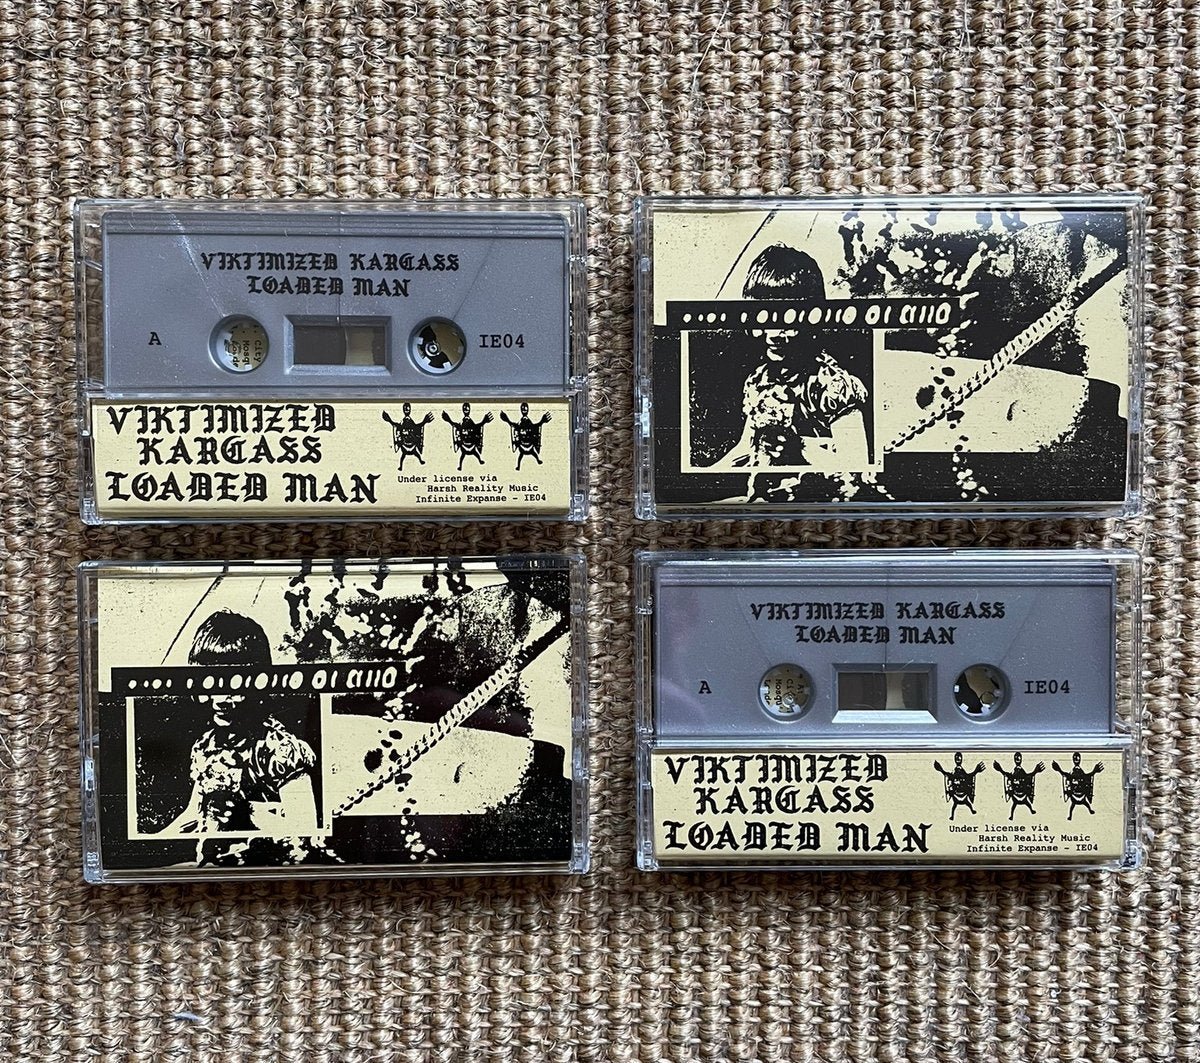 VIKTIMIZED KARCASS
LOADED MAN
A
IE04
VIKTIMIZED
KARCASS
LOADED MAN
Under license via
Harsh Reality Music
Infinite Expanse - IE04
VIKTIMIZED KARCASS
LOADED MAN
A
IE04
VIKTIMIZED
KARCASS
LOADED MAN
Under license via
Harsh Reality Music
Infinite Expanse - IE04